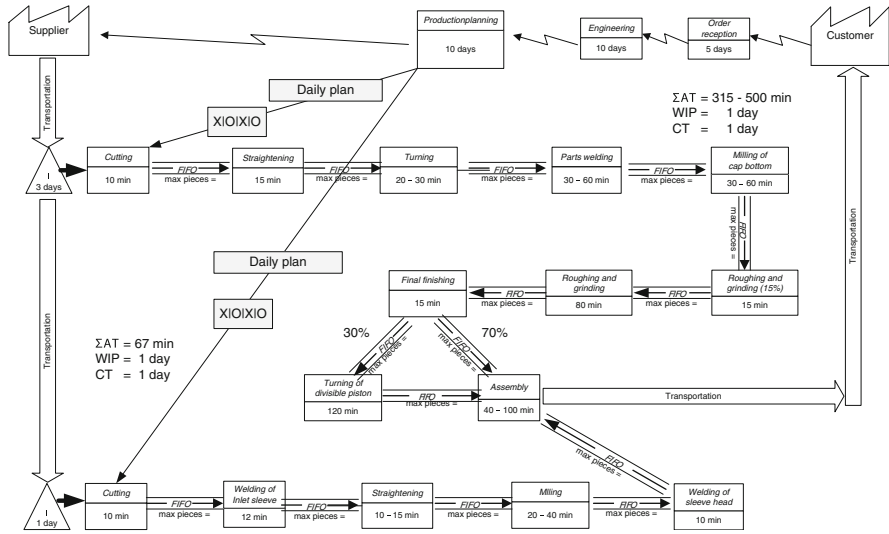 Supplier
Productionplanning
10 days
Engineering
10 days
Order
reception
5 days
Customer
Transportation
Daily plan
XIOIXIO
ΣAT = 315 - 500 min
WIP = 1 day
CT = 1 day
I
3 days
Cutting
10 min
FIFO
max pieces =
Straightening
15 min
FIFO
max pieces =
Turning
20 – 30 min
FIFO
max pieces =
Parts welding
30 – 60 min
FIFO
max pieces =
Milling of
cap bottom
30 – 60 min
FIFO
max pieces =
Transportation
Daily plan
XIOIXIO
Final finishing
15 min
FIFO
max pieces =
Roughing and
grinding
80 min
FIFO
max pieces =
Roughing and
grinding (15%)
15 min
Transportation
ΣAT = 67 min
WIP = 1 day
CT = 1 day
30%
70%
FIFO
max pieces =
FIFO
max pieces =
Turning of
divisible piston
120 min
FIFO
max pieces =
Assembly
40 – 100 min
Transportation
FIFO
max pieces =
I
1 day
Cutting
10 min
FIFO
max pieces =
Welding of
Inlet sleeve
12 min
FIFO
max pieces =
Straightening
10 – 15 min
FIFO
max pieces =
Mlling
20 – 40 min
FIFO
max pieces =
Welding of
sleeve head
10 min